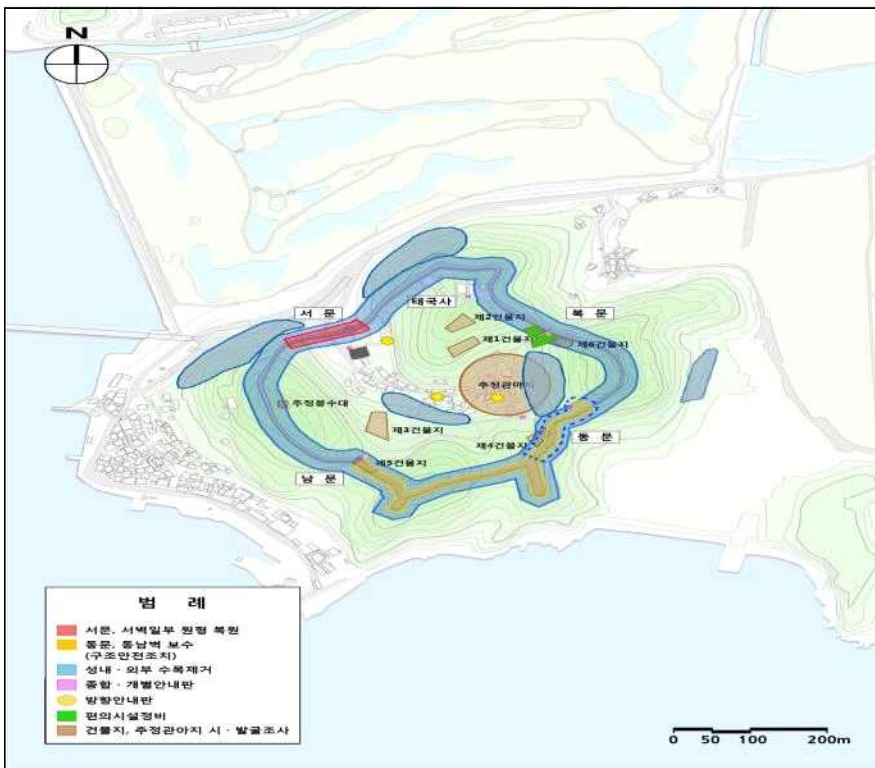 N
태국사
서 문
북 문
제2건물지
제1건물지
제6건물지
추정관아지
추정봉수대
제3건물지
제4건물지
동 문
제5건물지
남 문
범 례
서문, 서벽일부 원형 복원
동문, 동남벽 보수
(구조안전조치)
성내 · 외부 수목제거
종합 · 개별안내판
방향안내판
편의시설정비
건물지, 추정관아지 시 · 발굴조사
0 50 100 200m